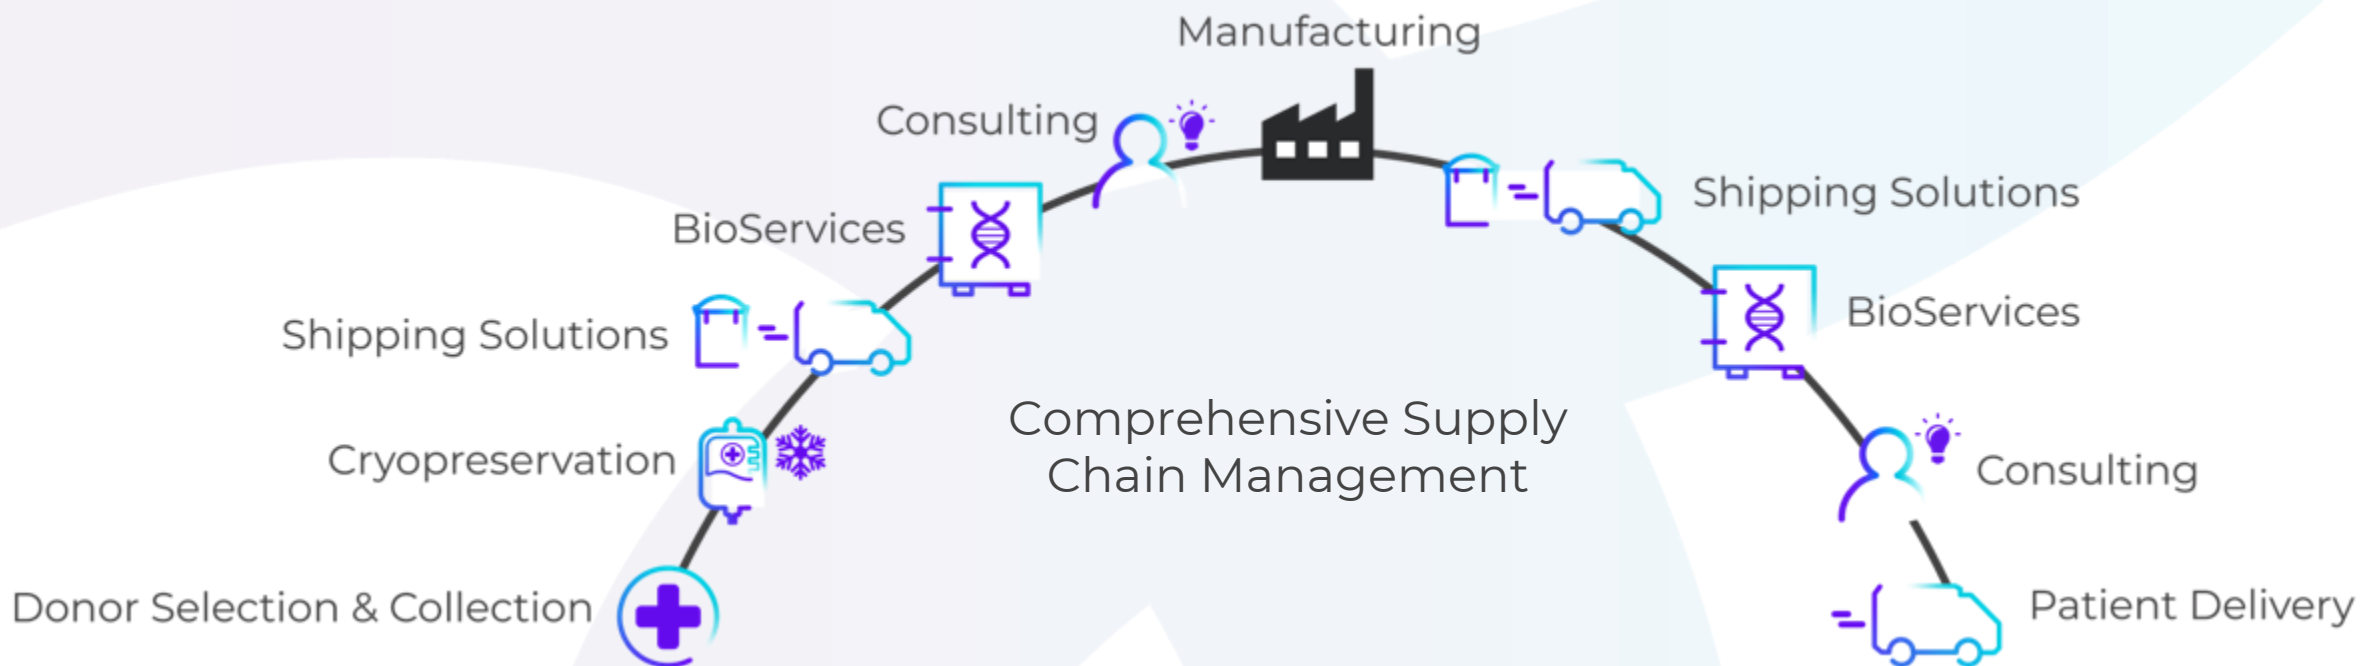 Manufacturing
Consulting
Shipping Solutions
BioServices
BioServices
Shipping Solutions
Comprehensive Supply
Chain Management
Cryopreservation
Consulting
Donor Selection & Collection
Patient Delivery